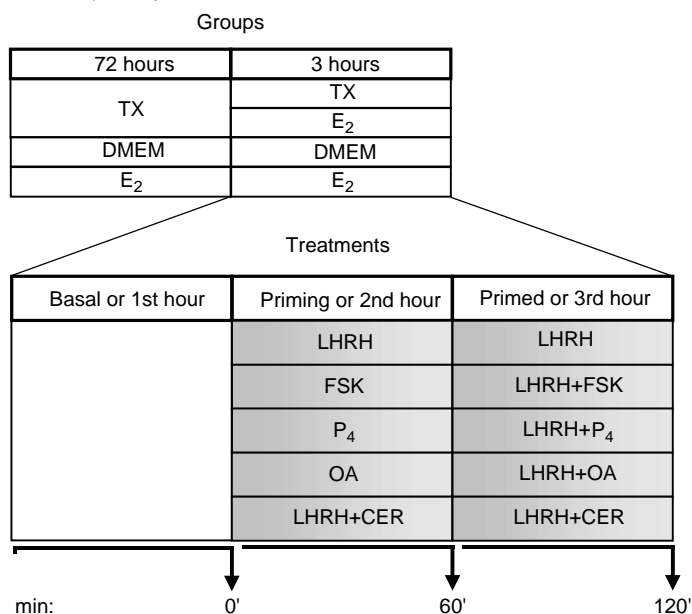 Groups
72 hours 3 hours
TX TX
E2
DMEM DMEM
E2 E2
Treatments
Basal or 1st hour Priming or 2nd hour Primed or 3rd hour
LHRH LHRH
FSK LHRH+FSK
P4 LHRH+P4
OA LHRH+OA
LHRH+CER LHRH+CER
min: 0' 60' 120'